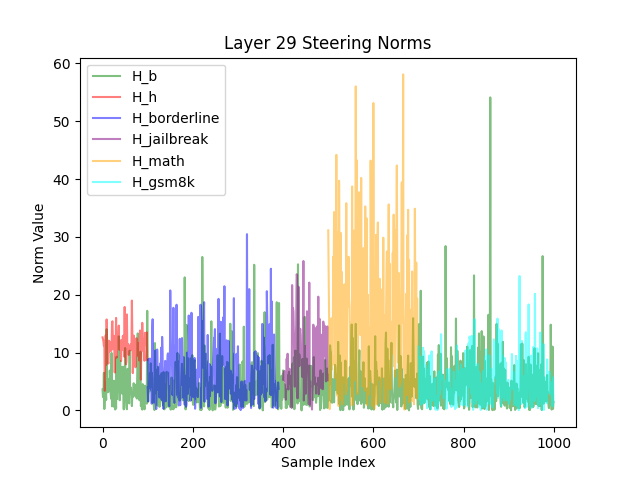 Layer 29 Steering Norms
H_b
H_h
H_borderline
H_jailbreak
H_math
H_gsm8k
Norm Value
60
50
40
30
20
10
0
0 200 400 600 800 1000
Sample Index